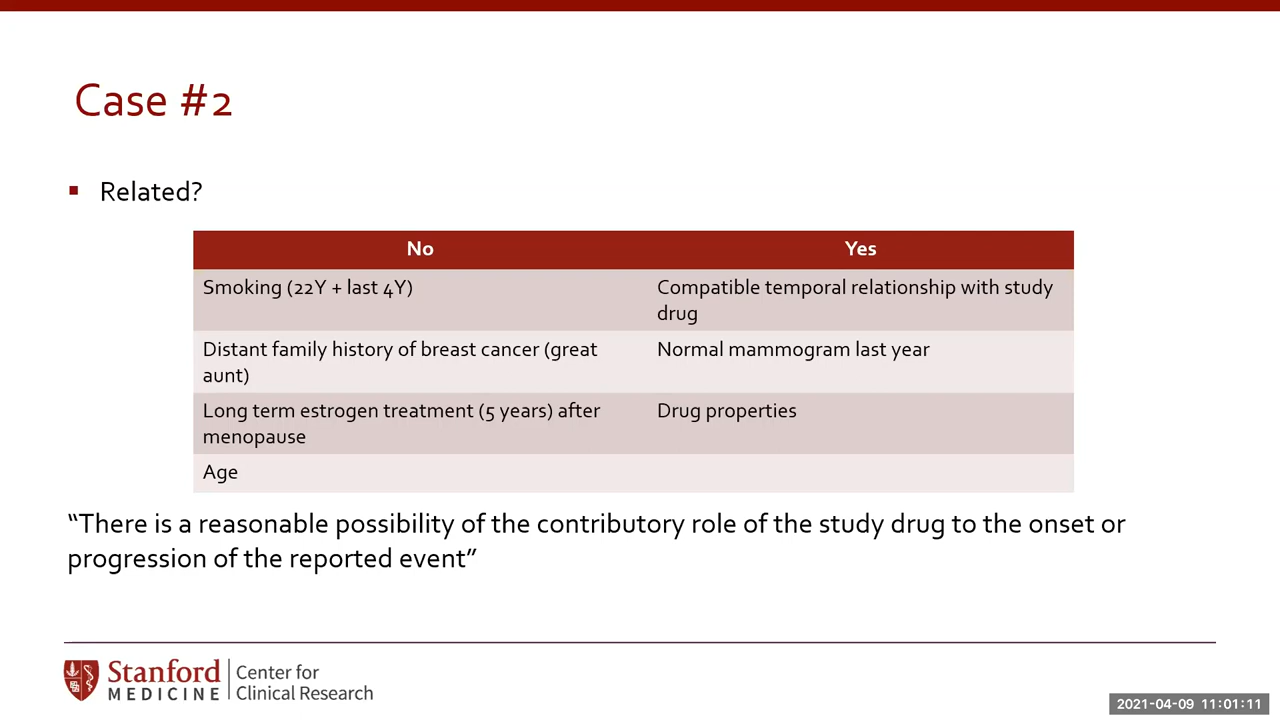 Case #2
▪ Related?
No
Yes
Smoking (22Y + last 4Y)
Compatible temporal relationship with study
drug
Distant family history of breast cancer (great
aunt)
Normal mammogram last year
Long term estrogen treatment (5 years) after
menopause
Drug properties
Age
“There is a reasonable possibility of the contributory role of the study drug to the onset or
progression of the reported event”
Stanford
MEDICINE
Center for
Clinical Research
2021-04-09 11:01:11